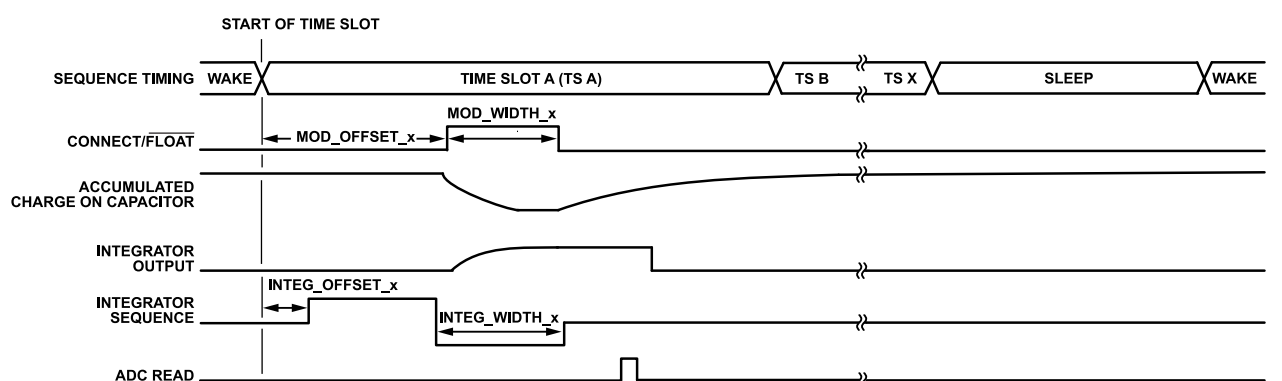 START OF TIME SLOT
SEQUENCE TIMING WAKE TIME SLOT A (TS A) TS B TS X SLEEP WAKE
MOD_WIDTH_x
CONNECT/FLOAT MOD_OFFSET_x
ACCUMULATED
CHARGE ON CAPACITOR
INTEGRATOR
OUTPUT
INTEG_OFFSET_x
INTEGRATOR
SEQUENCE
INTEG_WIDTH_x
ADC READ